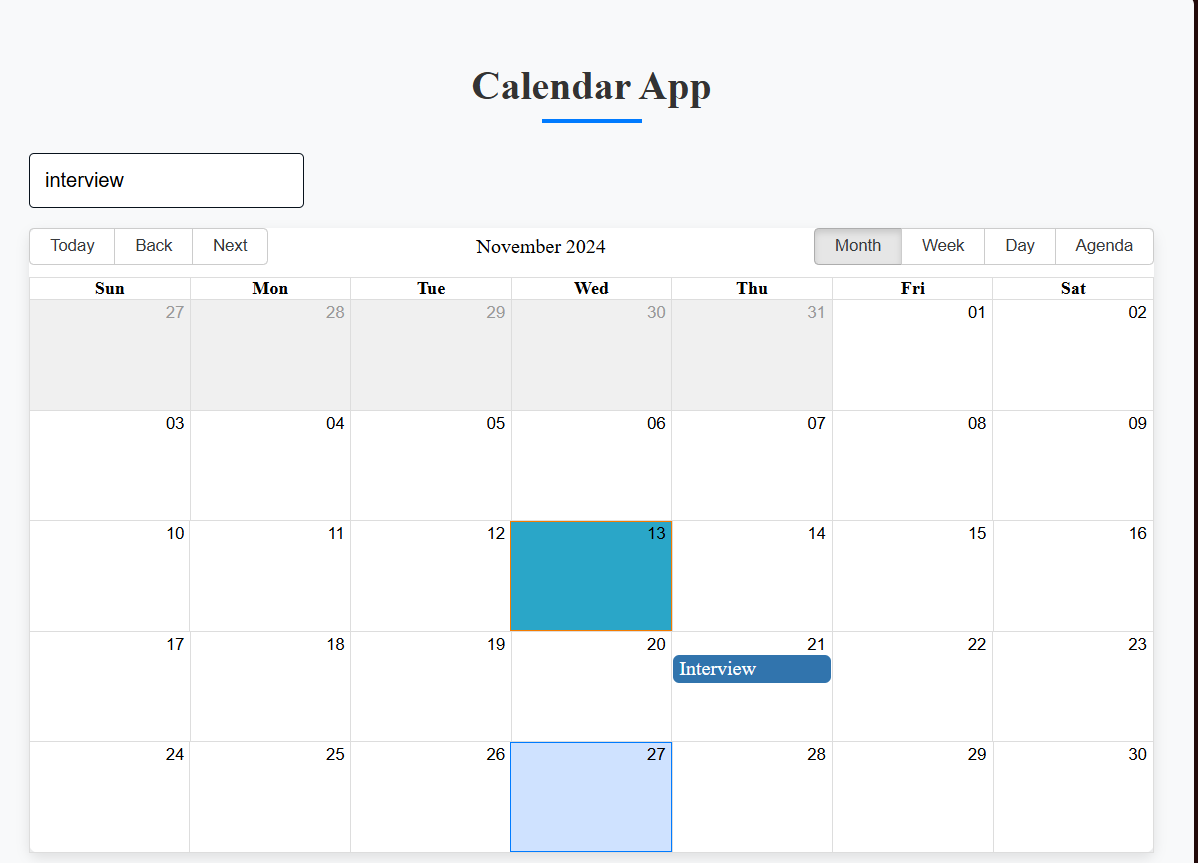 Calendar App
interview
Today Back Next November 2024 Month Week Day Agenda
Sun Mon Tue Wed Thu Fri Sat
27 28 29 30 31 01 02
03 04 05 06 07 08 09
10 11 12 13 14 15 16
17 18 19 20 21 22 23
Interview
24 25 26 27 28 29 30